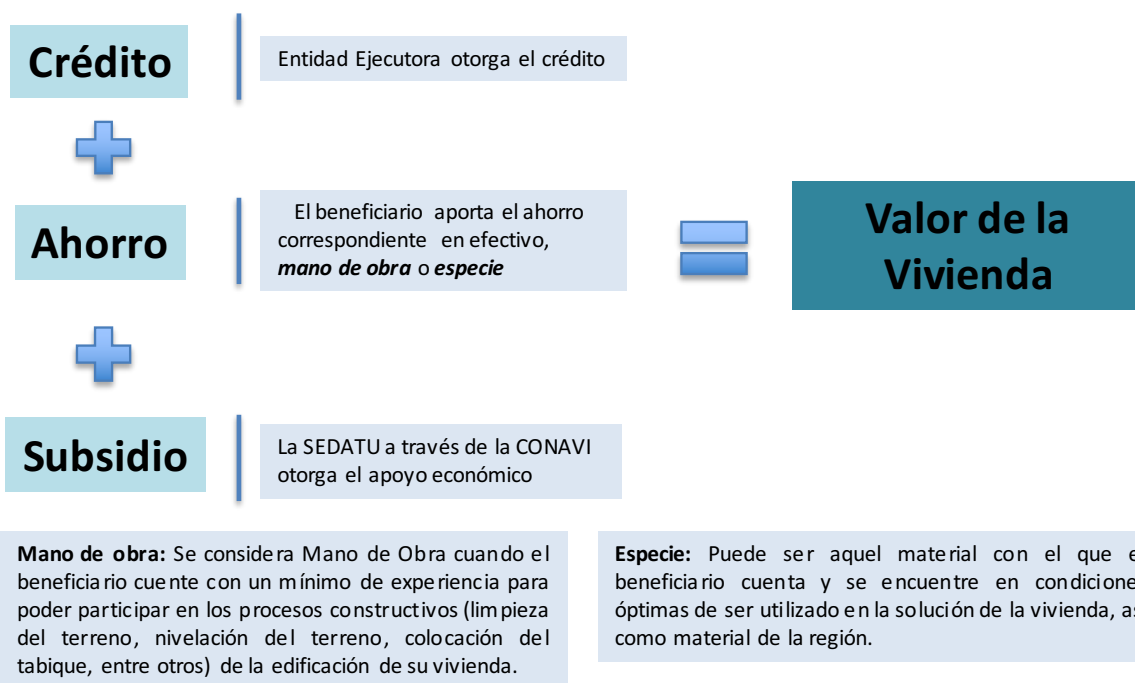 Crédito
Entidad Ejecutora otorga el crédito
Ahorro
El beneficiario aporta el ahorro
correspondiente en efectivo,
mano de obra o especie
Valor de la
Vivienda
Subsidio
La SEDATU a través de la CONAVI
otorga el apoyo económico
Mano de obra: Se considera Mano de Obra cuando el
beneficiario cuente con un mínimo de experiencia para
poder participar en los procesos constructivos (limpieza
del terreno, nivelación del terreno, colocación del
tabique, entre otros) de la edificación de su vivienda.
Especie: Puede ser aquel material con el que e
beneficiario cuenta y se encuentre en condicione
óptimas de ser utilizado en la solución de la vivienda, as
como material de la región.